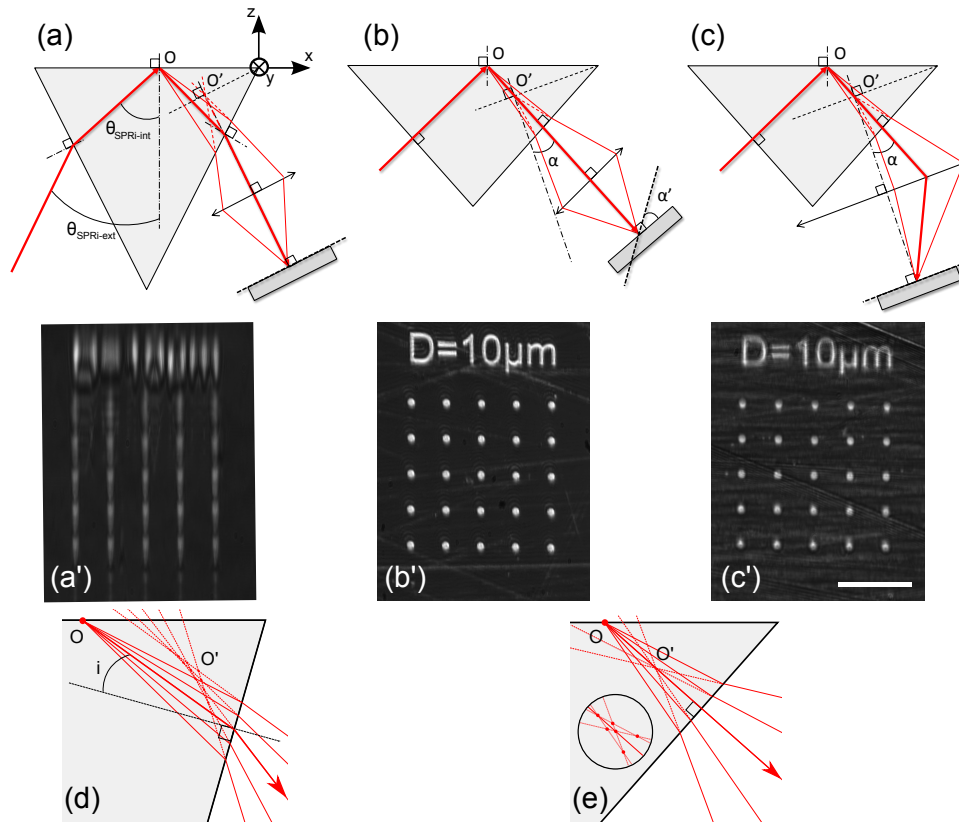 (a)
z
x
y
O
O'
θSPRi-int
θSPRi-ext
(b)
O
O'
α
α'
(c)
O
O'
α
(a')
D=10µm
(b')
D=10µm
(c')
O
O'
i
(d)
O
O'
(e)